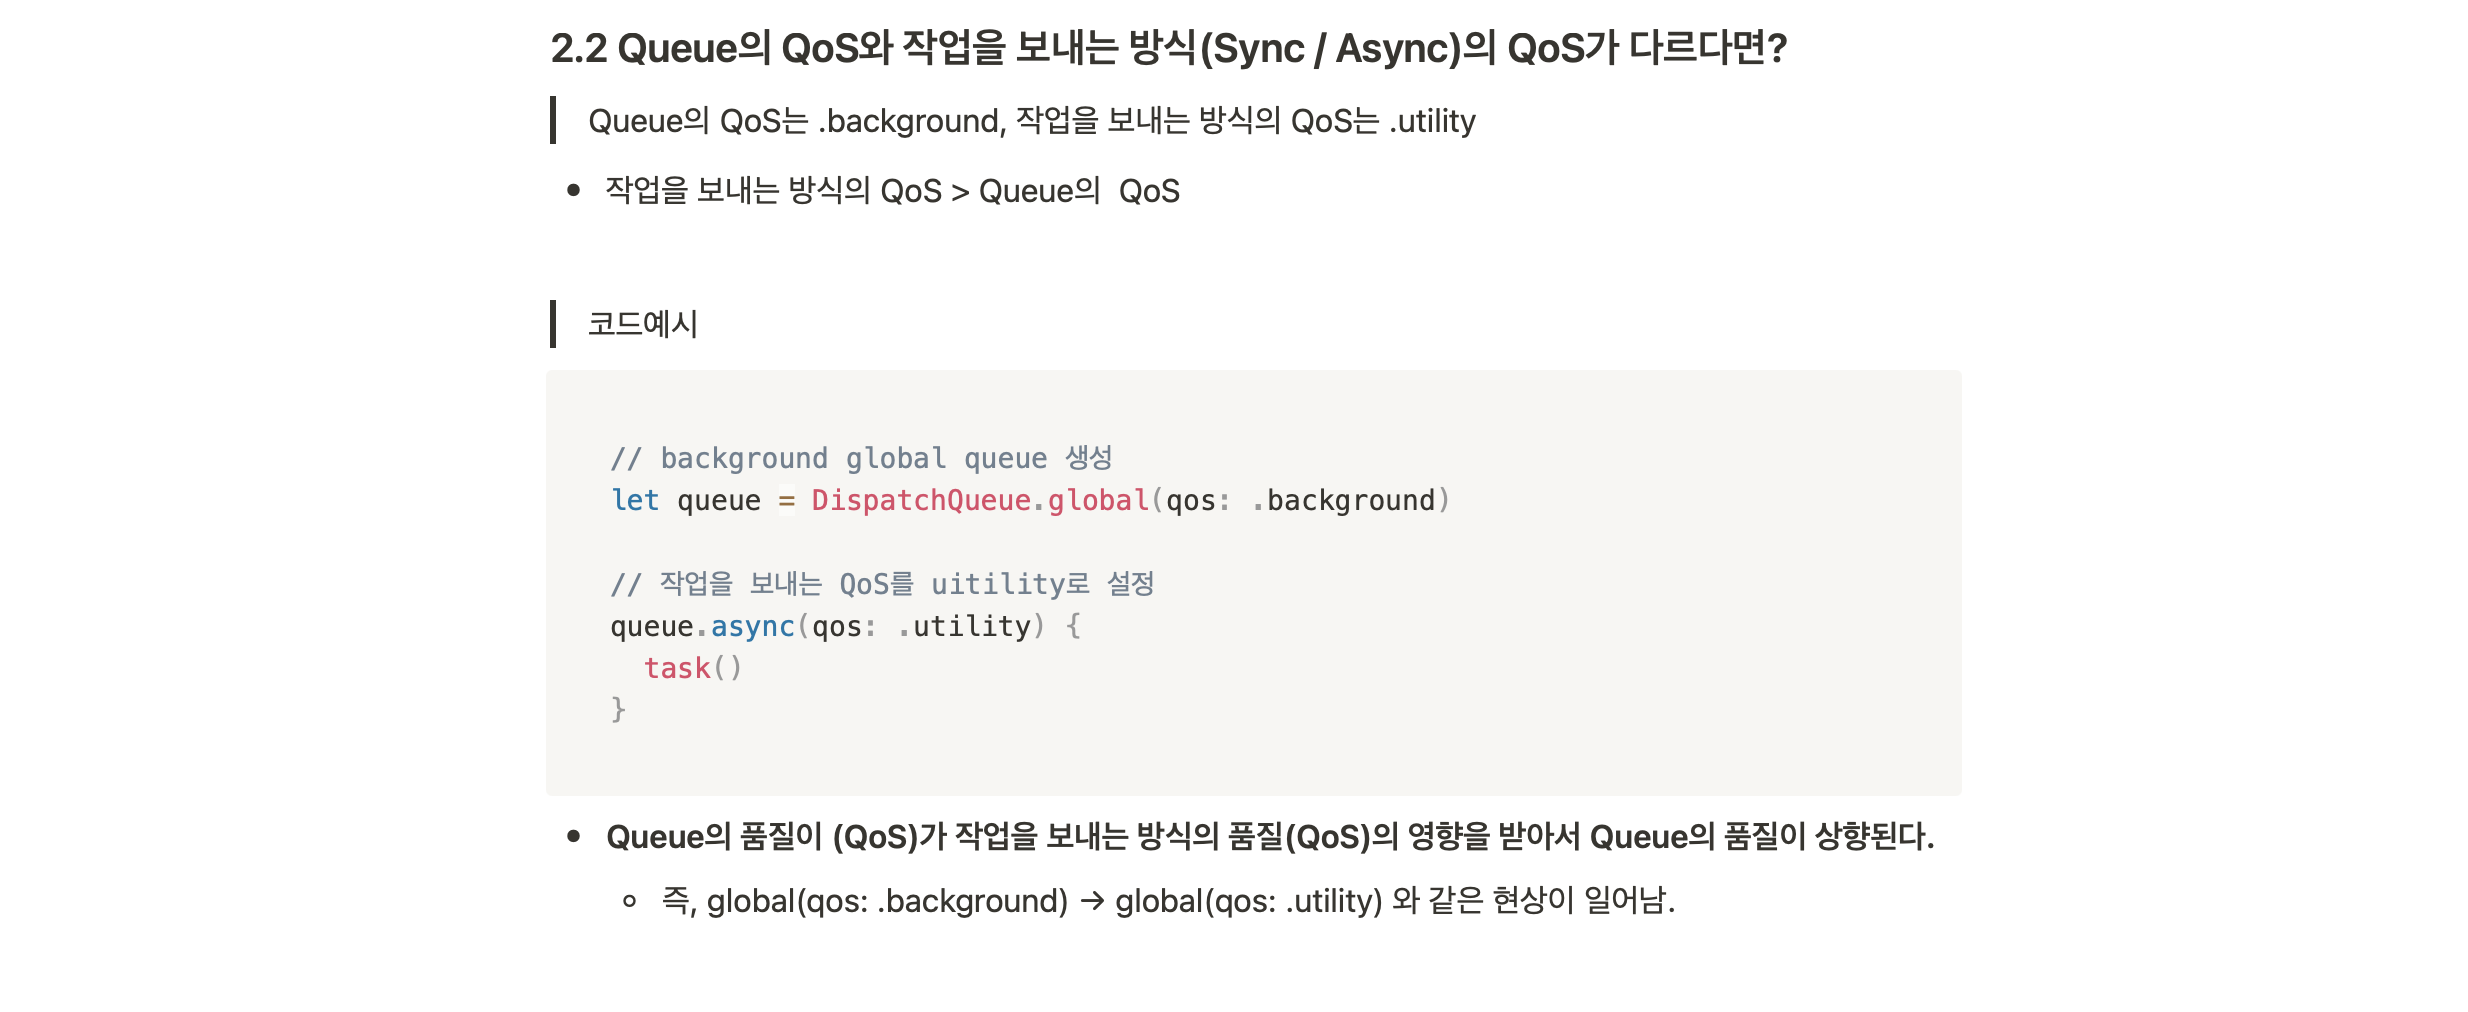 2.2 Queue의 QoS와 작업을 보내는 방식(Sync / Async)의 QoS가 다르다면?
Queue의 QoS는 .background, 작업을 보내는 방식의 QoS는 .utility
• 작업을 보내는 방식의 QoS > Queue의  QoS
코드예시
// background global queue 생성
let queue = DispatchQueue.global(qos: .background)
// 작업을 보내는 QoS를 uitility로 설정
queue.async(qos: .utility) {
  task()
}
• Queue의 품질이 (QoS)가 작업을 보내는 방식의 품질(QoS)의 영향을 받아서 Queue의 품질이 상향된다.
◦ 즉, global(qos: .background) → global(qos: .utility) 와 같은 현상이 일어남.